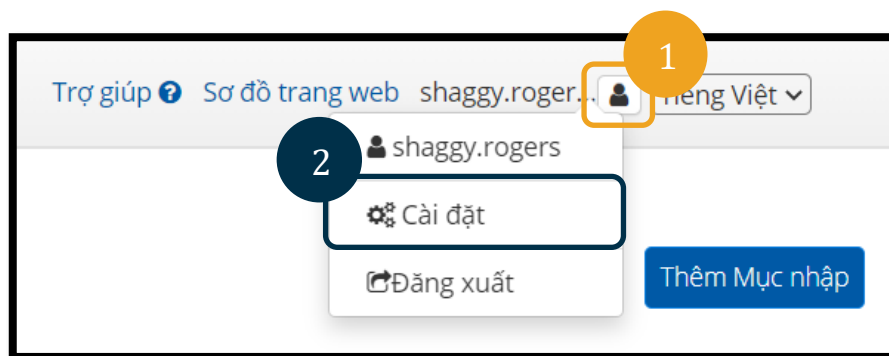 1
Trợ giúp Sơ đồ trang web shaggy.roger... Tiếng Việt
2
shaggy.rogers
Cài đặt
Đăng xuất
Thêm Mục nhập